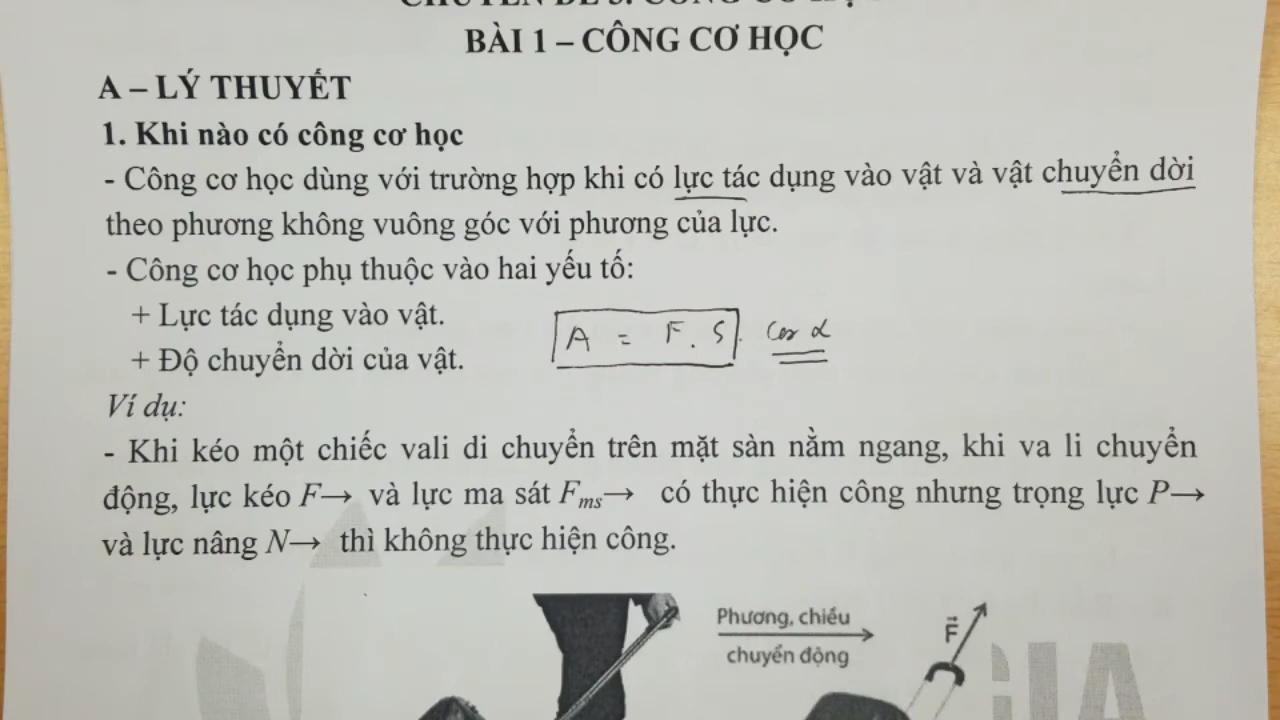 BÀI 1 – CÔNG CƠ HỌC
A – LÝ THUYẾT
1. Khi nào có công cơ học
- Công cơ học dùng với trường hợp khi có lực tác dụng vào vật và vật chuyển dời
theo phương không vuông góc với phương của lực.
- Công cơ học phụ thuộc vào hai yếu tố:
+ Lực tác dụng vào vật.
+ Độ chuyển dời của vật.
A = F. S. cos α
Ví dụ:
- Khi kéo một chiếc vali di chuyển trên mặt sàn nằm ngang, khi va li chuyển
động, lực kéo F→ và lực ma sát Fms→ có thực hiện công nhưng trọng lực P→
và lực nâng N→ thì không thực hiện công.
Phương, chiều
chuyển động
F⃗